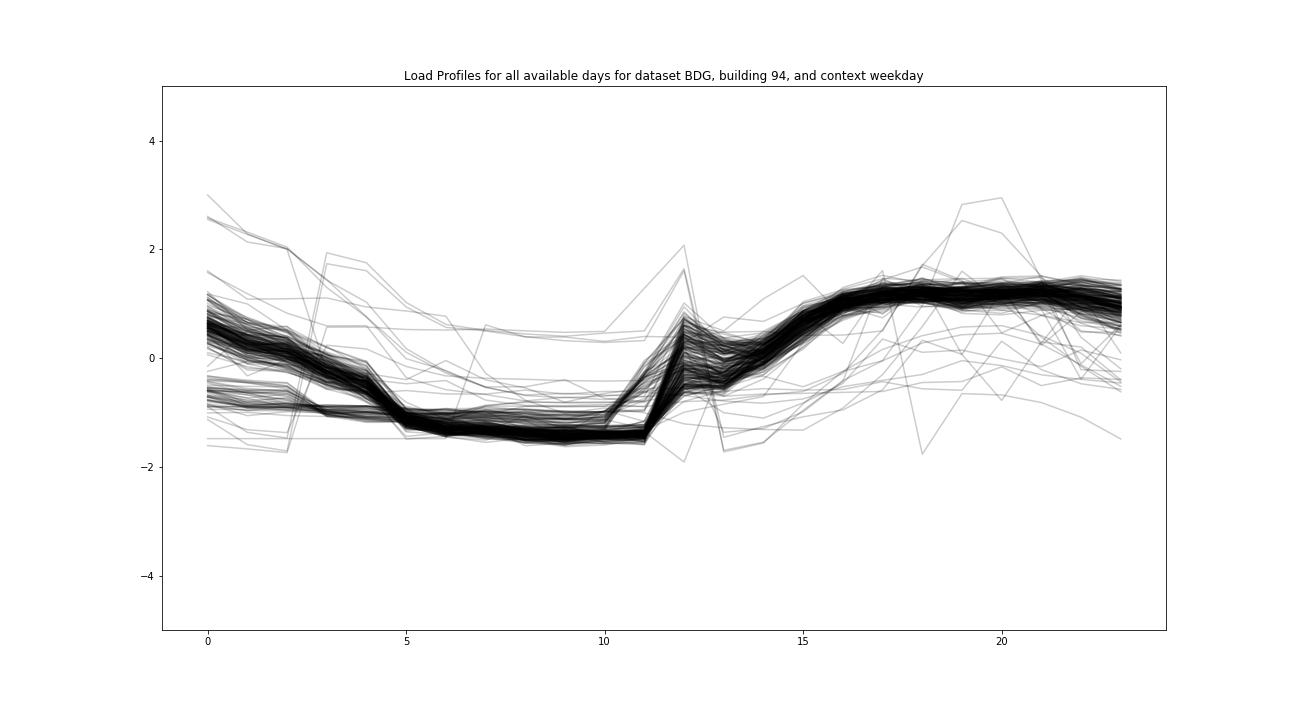 Load Profiles for all available days for dataset BDG, building 94, and context weekday
4
2
0
−2
−4
0 5 10 15 20